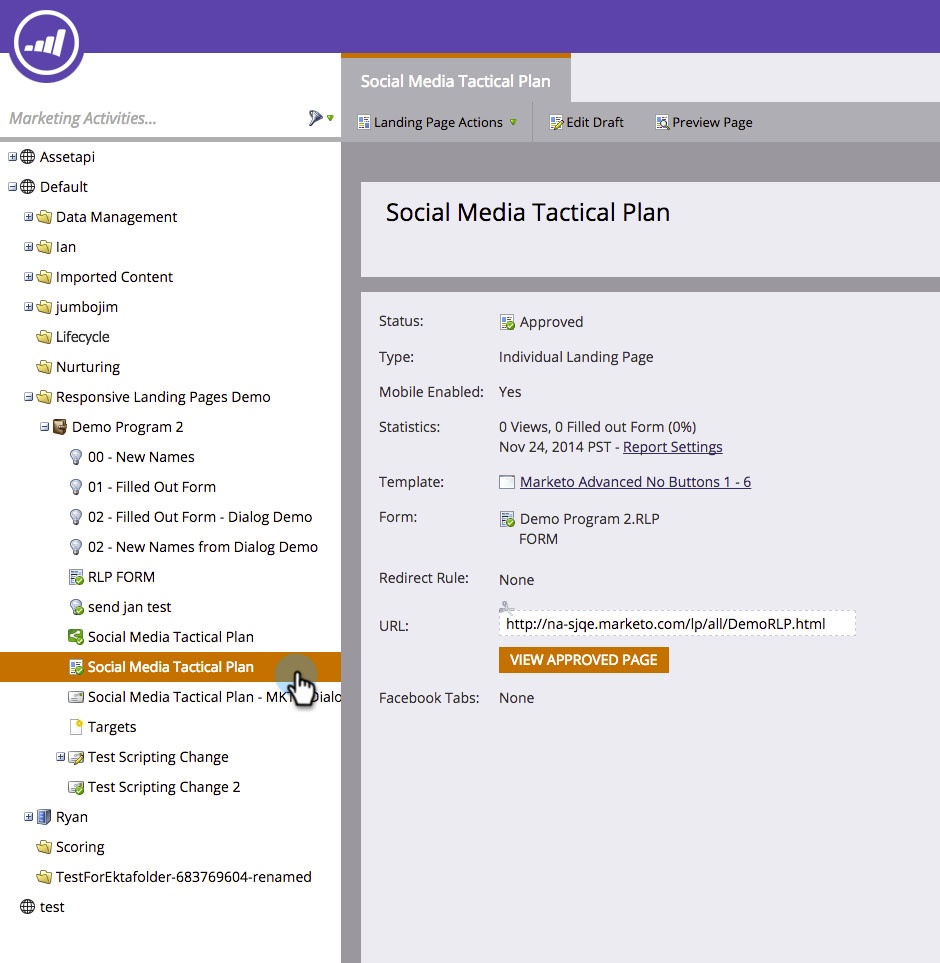 Social Media Tactical Plan
Marketing Activities...
Landing Page Actions
Edit Draft
Preview Page
Assetapi
Default
Data Management
Ian
Imported Content
jumbojim
Lifecycle
Nurturing
Responsive Landing Pages Demo
Demo Program 2
00 - New Names
01 - Filled Out Form
02 - Filled Out Form - Dialog Demo
02 - New Names from Dialog Demo
RLP FORM
send jan test
Social Media Tactical Plan
Social Media Tactical Plan
Social Media Tactical Plan -
Targets
Test Scripting Change
Test Scripting Change 2
Ryan
Scoring
TestForEktafolder-683769604-renamed
test
Social Media Tactical Plan
Status: Approved
Type: Individual Landing Page
Mobile Enabled: Yes
Statistics: 0 Views, 0 Filled out Form (0%)
Nov 24, 2014 PST - Report Settings
Template: Marketo Advanced No Buttons 1 - 6
Form: Demo Program 2.RLP
FORM
Redirect Rule: None
URL: http://na-sjqe.marketo.com/lp/all/DemoRLP.html
VIEW APPROVED PAGE
Facebook Tabs: None